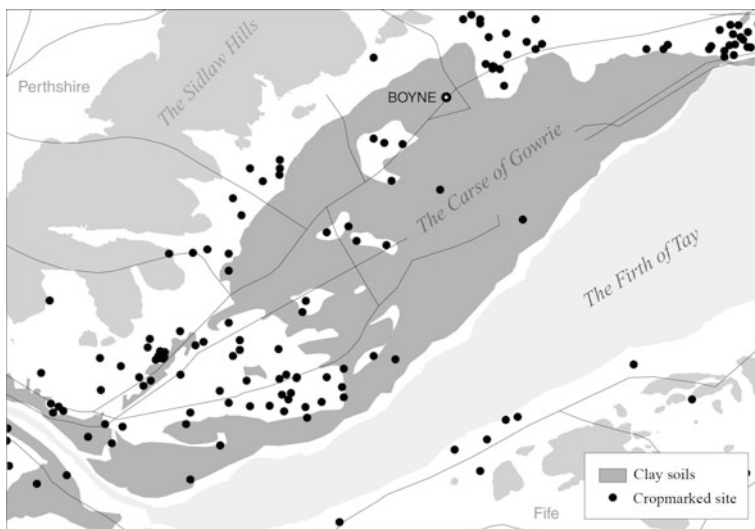 Perthshire
The Sidlaw Hills
BOYNE
The Carse of Gowrie
The Firth of Tay
Fife
Clay soils
Cropmarked site